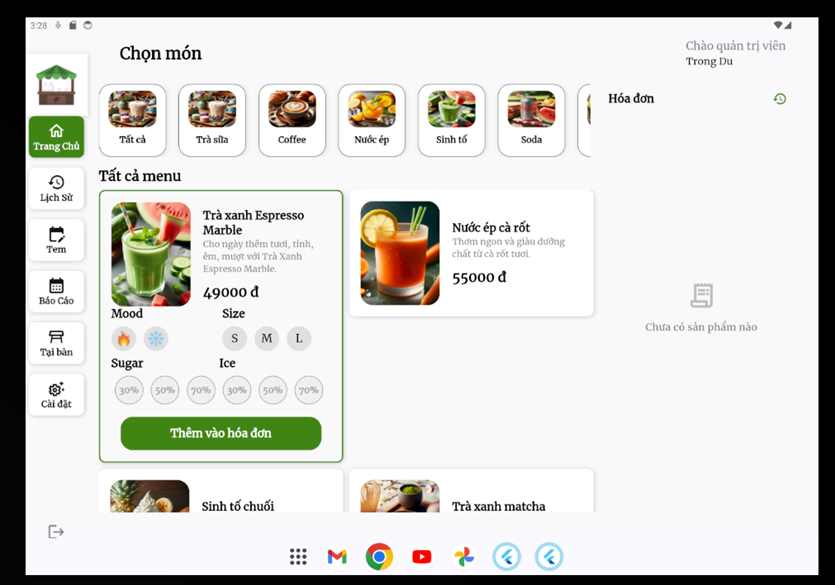 3:28
Chọn món
Chào quản trị viên
Trong Du
Trang Chủ
Lịch Sử
Tem
Báo Cáo
Tại bàn
Cài đặt
Tất cả
Trà sữa
Coffee
Nước ép
Sinh tố
Soda
Hóa đơn
Tất cả menu
Trà xanh Espresso
Marble
Cho ngày thêm tươi, tỉnh,
êm, mượt với Trà Xanh
Espresso Marble.
49000 đ
Mood
Size
S
M
L
Sugar
Ice
30%
50%
70%
30%
50%
70%
Thêm vào hóa đơn
Nước ép cà rốt
Thơm ngon và giàu dưỡng
chất từ cà rốt tươi.
55000 đ
Chưa có sản phẩm nào
Sinh tố chuối
Trà xanh matcha